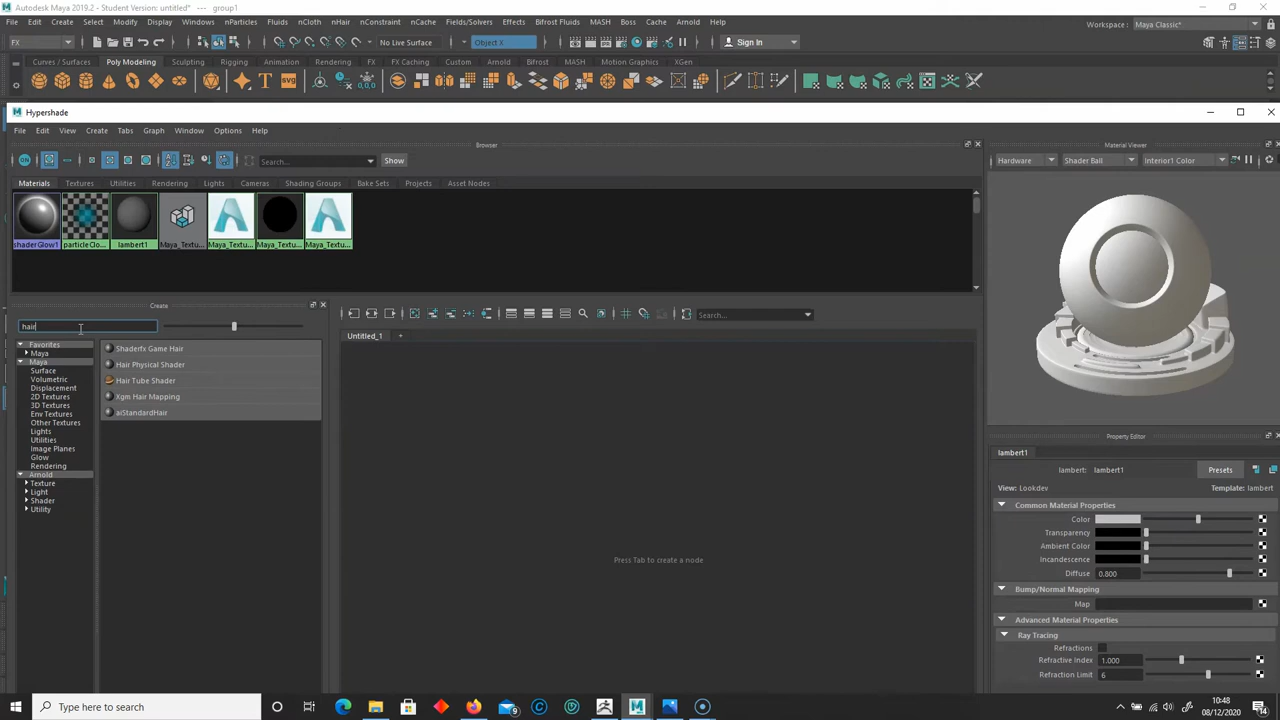 Autodesk Maya 2019.2 - Student Version: untitled* --- group1
File Create Select Modify Display Windows nParticles Fluids nCloth nHair nConstraint nCache Fields/Solvers Effects Bifrost Fluids MASH Boss Cache Arnold Help
Workspace: Maya Classic*
FX No Live Surface Object X Sign In
Curves / Surfaces Poly Modeling Sculpting Rigging Animation Rendering FX FX Caching Custom Arnold Bifrost MASH Motion Graphics XGen
SVG
Hypershade
File Edit View Create Tabs Graph Window Options Help
Browser
Material Viewer
ON Search... Show
Hardware Shader Ball Interior1 Color
Materials Textures Utilities Rendering Lights Cameras Shading Groups Bake Sets Projects Asset Nodes
shaderGlow1 particleClo... lambert1 Maya_Textu... Maya_Textu... Maya_Textu... Maya_Textu...
Create
hair
Search...
Untitled_1 +
Favorites
Maya
Maya
Surface
Volumetric
Displacement
2D Textures
3D Textures
Env Textures
Other Textures
Lights
Utilities
Image Planes
Glow
Rendering
Arnold
Texture
Light
Shader
Utility
Shaderfx Game Hair
Hair Physical Shader
Hair Tube Shader
Xgm Hair Mapping
aiStandardHair
Press Tab to create a node
Property Editor
lambert1
lambert: lambert1 Presets
View: Lookdev Template: lambert
Common Material Properties
Color
Transparency
Ambient Color
Incandescence
Diffuse 0.800
Bump/Normal Mapping
Map
Advanced Material Properties
Ray Tracing
Refractions
Refractive Index 1.000
Refraction Limit 6
Type here to search
10:48
08/12/2020